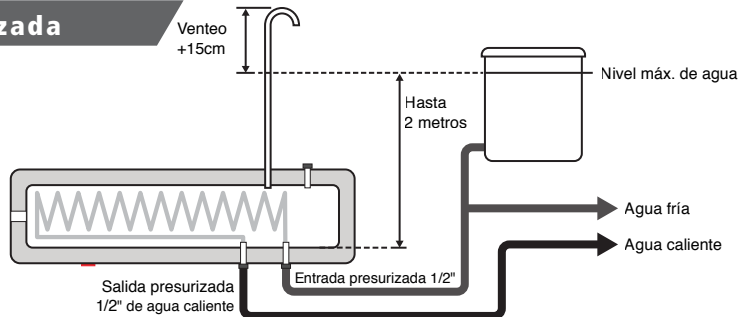 zada
Venteo
+15cm
Nivel máx. de agua
Hasta
2 metros
Agua fría
Agua caliente
Entrada presurizada 1/2"
Salida presurizada
1/2" de agua caliente